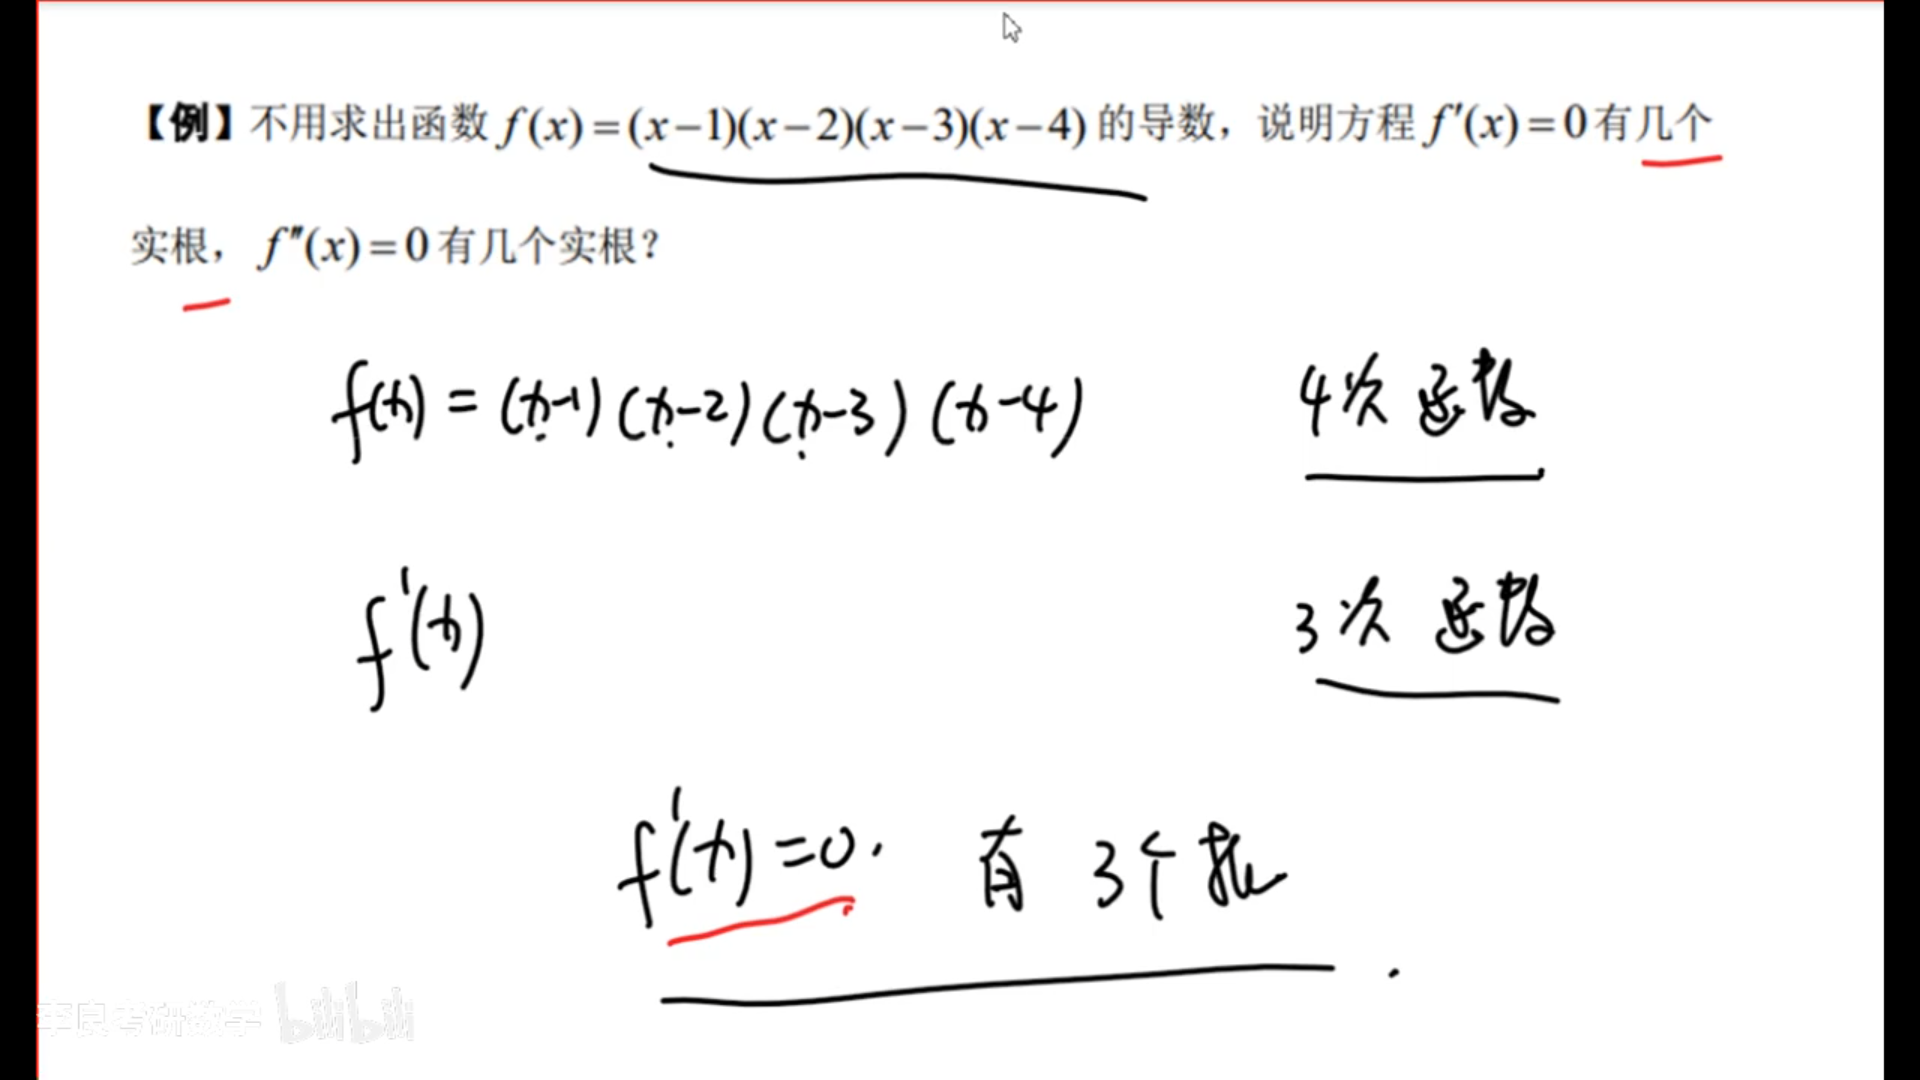 【例】不用求出函数 f(x)=(x−1)(x−2)(x−3)(x−4) 的导数，说明方程 f′(x)=0 有几个
实根， f″(x)=0 有几个实根？
f(x) = (x-1)(x-2)(x-3)(x-4) 4次函数
f'(x) 3次函数
f'(x)=0. 有 3个根
李良考研数学 bilibili